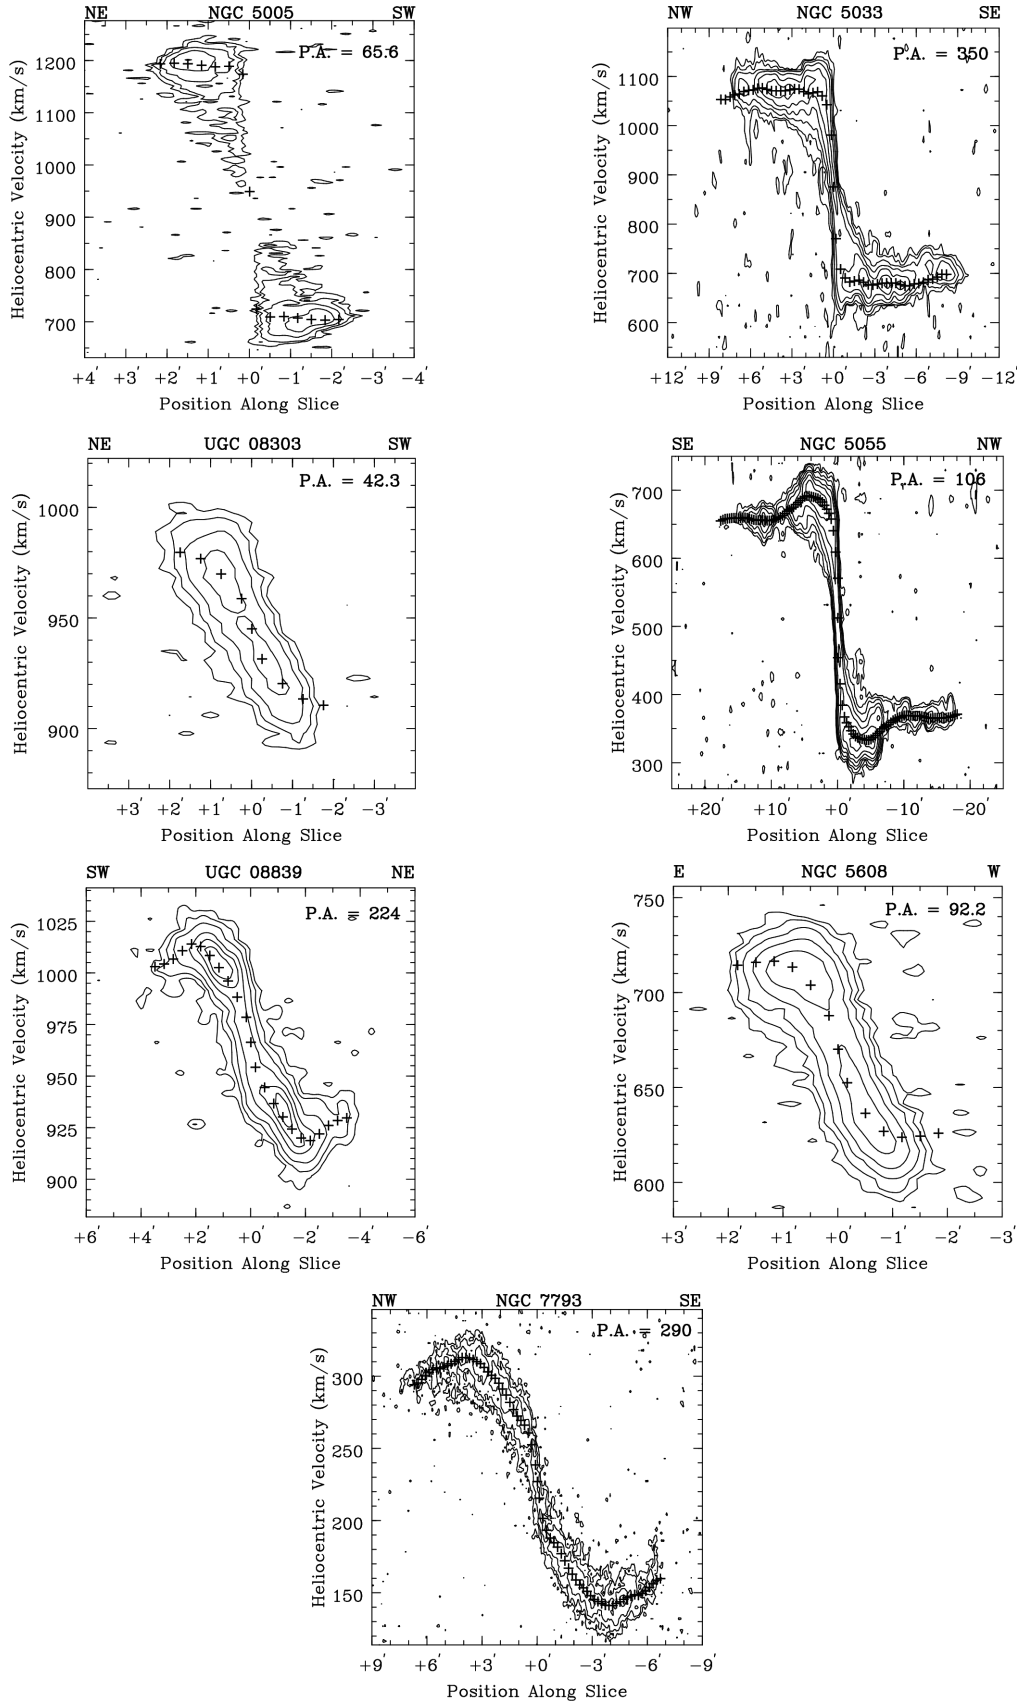 NE NGC 5005 SW
P.A. = 65.6
1200
1100
1000
900
800
700
Heliocentric Velocity (km/s)
+4 +3 +2 +1 +0 −1 −2 −3 −4′
Position Along Slice
NW NGC 5033 SE
P.A. = 350
1100
1000
900
800
700
600
Heliocentric Velocity (km/s)
+12 +9 +6 +3 +0 −3 −6 −9 −12′
Position Along Slice
NE UGC 08303 SW
P.A. = 42.3
1000
950
900
Heliocentric Velocity (km/s)
+3′ +2′ +1′ +0′ −1′ −2′ −3′
Position Along Slice
SE NGC 5055 NW
P.A. = 106
700
600
500
400
300
Heliocentric Velocity (km/s)
+20′ +10′ +0′ −10′ −20′
Position Along Slice
SW UGC 08839 NE
P.A. = 224
1025
1000
975
950
925
900
Heliocentric Velocity (km/s)
+6′ +4′ +2′ +0′ −2′ −4′ −6′
Position Along Slice
E NGC 5608 W
P.A. = 92.2
750
700
650
600
Heliocentric Velocity (km/s)
+3′ +2′ +1′ +0′ −1′ −2′ −3′
Position Along Slice
NW NGC 7793 SE
P.A. = 290
300
250
200
150
Heliocentric Velocity (km/s)
+9′ +6′ +3′ +0′ −3′ −6′ −9′
Position Along Slice